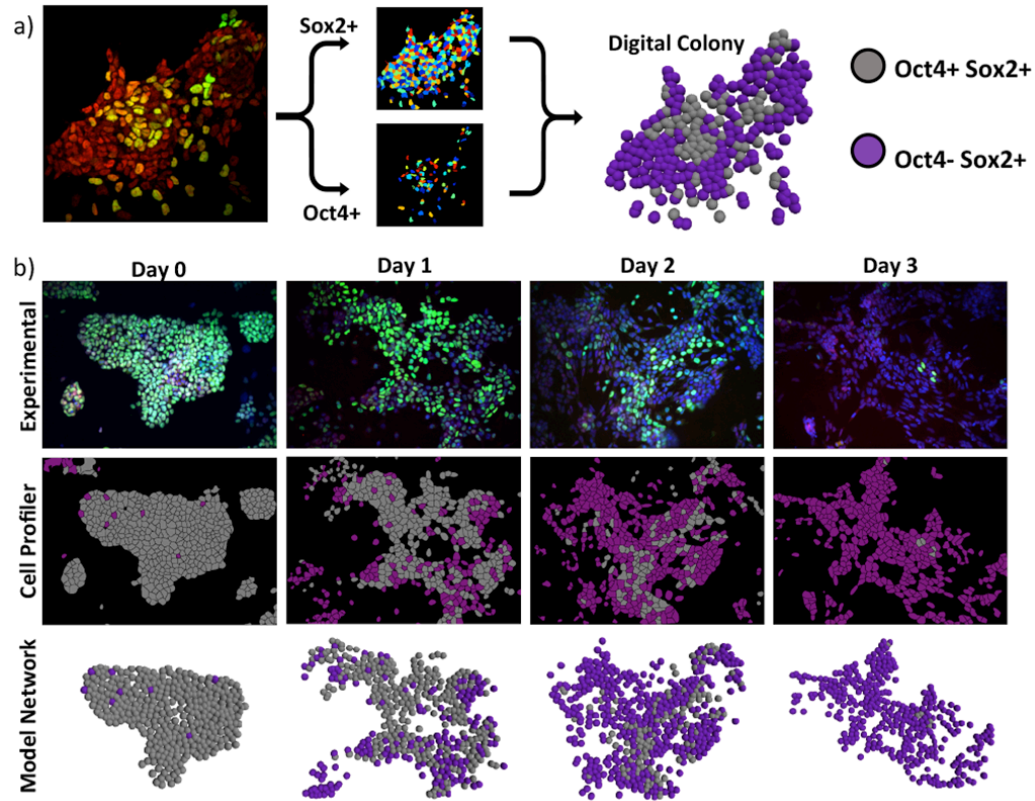 a)
Sox2+
Oct4+
Digital Colony
Oct4+ Sox2+
Oct4- Sox2+
b)
Day 0
Day 1
Day 2
Day 3
Experimental
Cell Profiler
Model Network